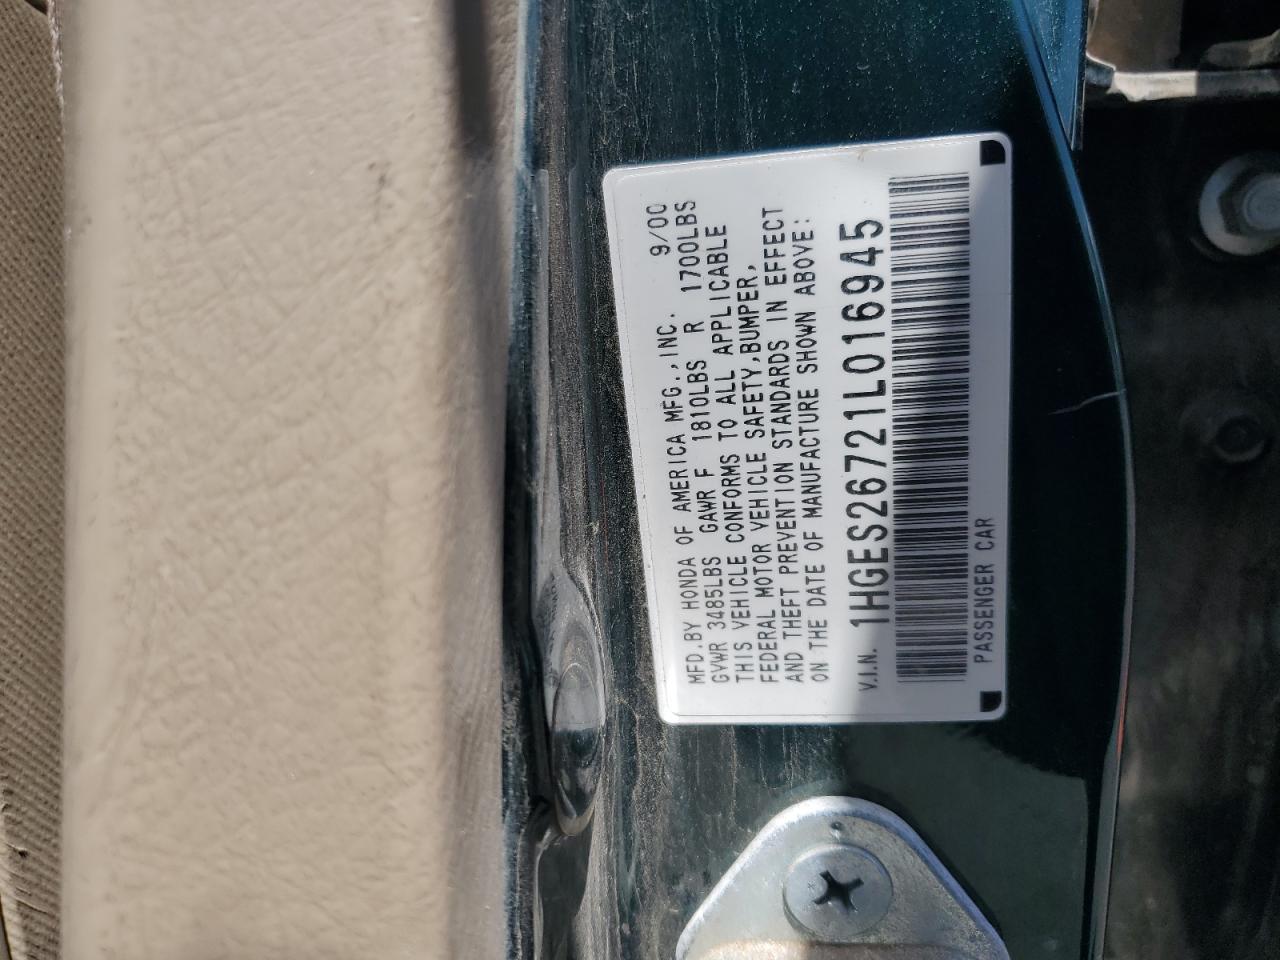 MFD.BY HONDA OF AMERICA MFG.,INC. 9/00
GVWR 3485LBS GAWR F 1810LBS R 1700LBS
THIS VEHICLE CONFORMS TO ALL APPLICABLE
FEDERAL MOTOR VEHICLE SAFETY,BUMPER,
AND THEFT PREVENTION STANDARDS IN EFFECT
ON THE DATE OF MANUFACTURE SHOWN ABOVE:
V.I.N. 1HGES26721L016945
PASSENGER CAR